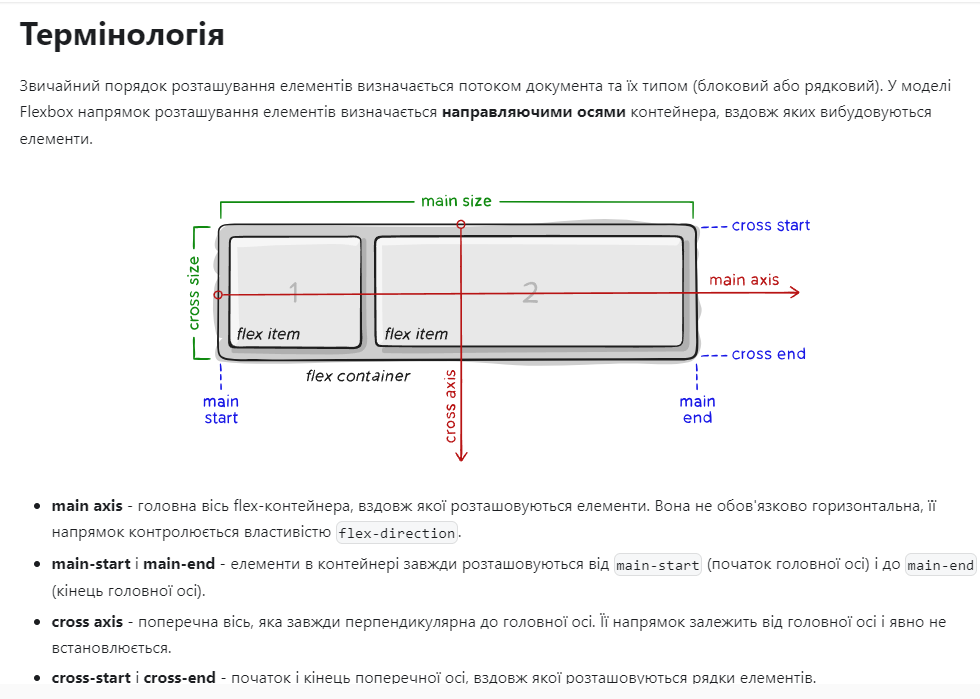 Термінологія
Звичайний порядок розташування елементів визначається потоком документа та їх типом (блоковий або рядковий). У моделі
Flexbox напрямок розташування елементів визначається направляючими осями контейнера, вздовж яких вибудовуються
елементи.
main size
cross start
cross size
main axis
1
2
flex item
flex item
cross end
flex container
cross axis
main
start
main
end
main axis - головна вісь flex-контейнера, вздовж якої розташовуються елементи. Вона не обов'язково горизонтальна, її
напрямок контролюється властивістю flex-direction.
main-start і main-end - елементи в контейнері завжди розташовуються від main-start (початок головної осі) і до main-end
(кінець головної осі).
cross axis - поперечна вісь, яка завжди перпендикулярна до головної осі. Її напрямок залежить від головної осі і явно не
встановлюється.
cross-start і cross-end - початок і кінець поперечної осі, вздовж якої розташовуються рядки елементів.